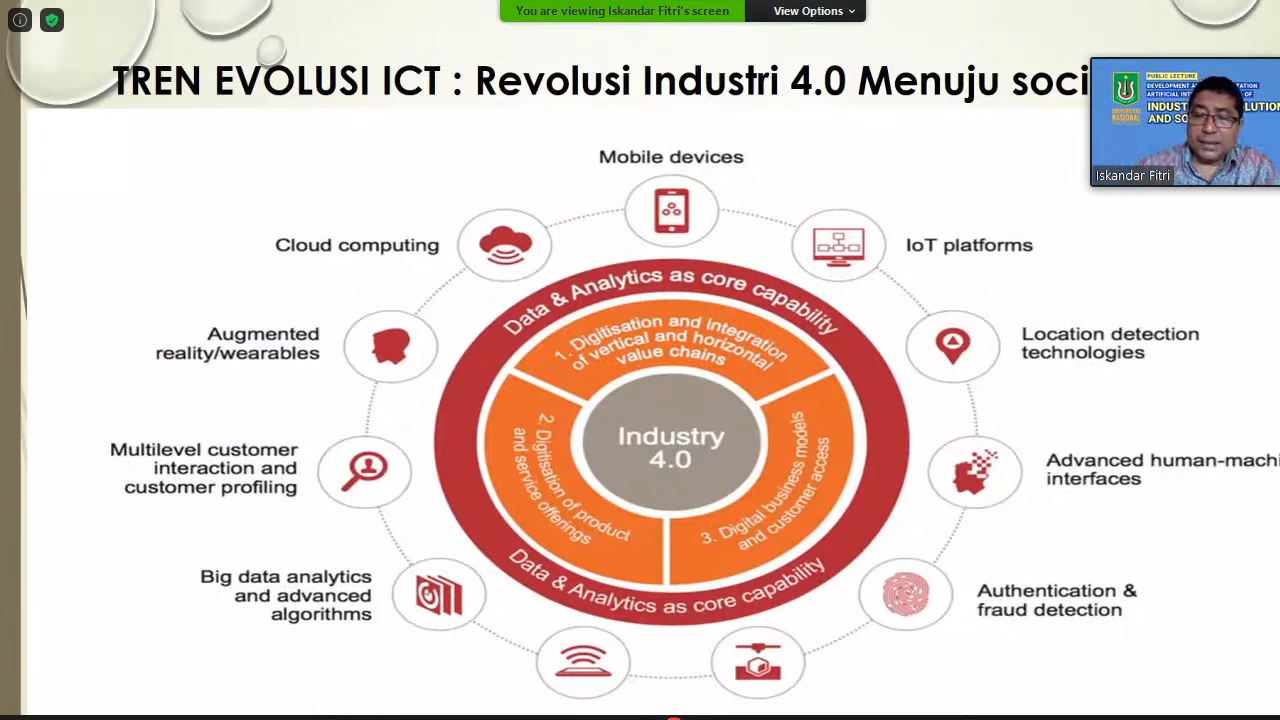 You are viewing Iskandar Fitri's screen
View Options
TREN EVOLUSI ICT : Revolusi Industri 4.0 Menuju soci
PUBLIC LECTURE
UNIVERSITAS
NASIONAL
Iskandar Fitri
Mobile devices
Cloud computing
IoT platforms
Augmented
reality/wearables
Location detection
technologies
Multilevel customer
interaction and
customer profiling
Advanced human-machi
interfaces
Big data analytics
and advanced
algorithms
Authentication &
fraud detection
Data & Analytics as core capability
1. Digitisation and integration
of vertical and horizontal
value chains
2. Digitisation of product
and service offerings
3. Digital business models
and customer access
Industry
4.0
Data & Analytics as core capability